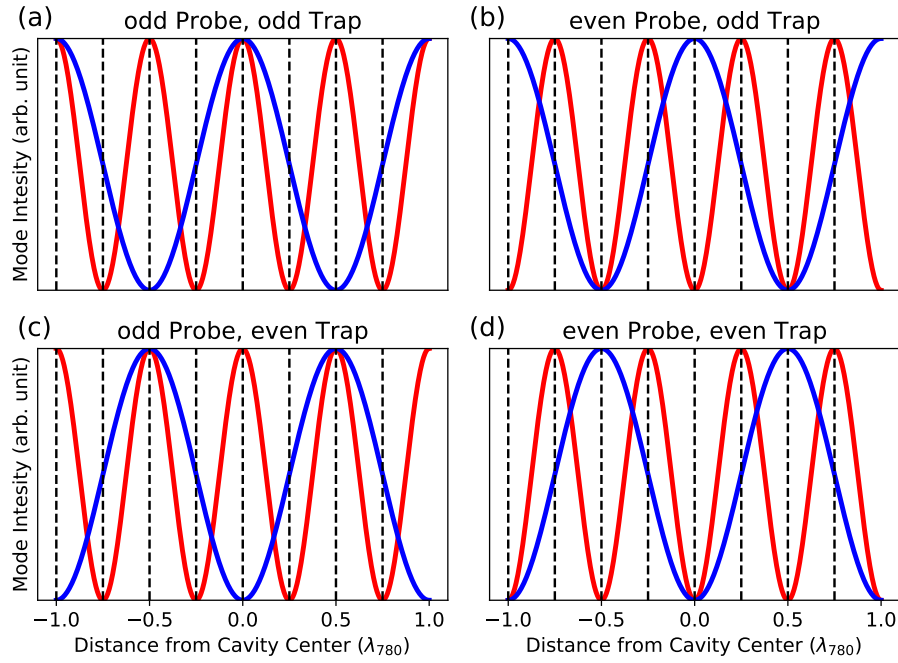 (a) odd Probe, odd Trap
(b) even Probe, odd Trap
Mode Intesity (arb. unit)
(c) odd Probe, even Trap
(d) even Probe, even Trap
Mode Intesity (arb. unit)
−1.0 −0.5 0.0 0.5 1.0
−1.0 −0.5 0.0 0.5 1.0
Distance from Cavity Center (λ780)
Distance from Cavity Center (λ780)